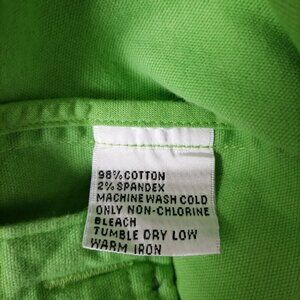 98% COTTON
2% SPANDEX
MACHINE WASH COLD
ONLY NON-CHLORINE
BLEACH
TUMBLE DRY LOW
WARM IRON